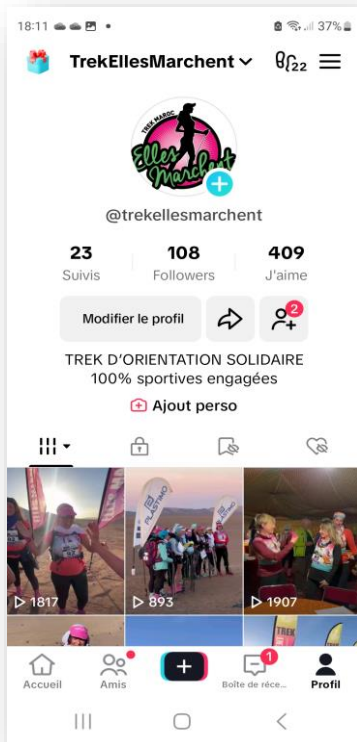 18:11
37%
TrekEllesMarchent
22
TREK MAROC
Elles
Marchent
@trekellesmarchent
23 108 409
Suivis Followers J'aime
Modifier le profil
2
TREK D'ORIENTATION SOLIDAIRE
100% sportives engagées
Ajout perso
PLASTIMO
1817 893 1907
TREK
1
Accueil Amis Boîte de réce... Profil